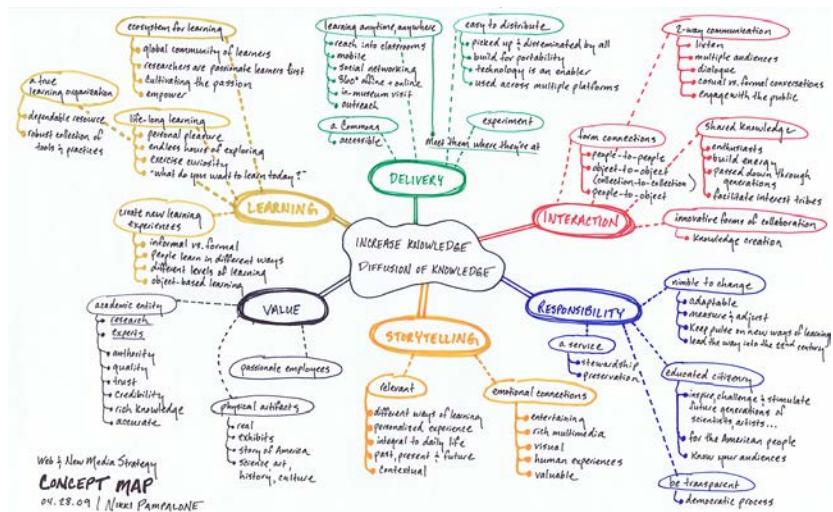 ecosystem for learning
global community of learners
researchers are passionate learners first
cultivating the passion
empower
a true
learning organization
dependable resource
robust collection of
tools & practices
life-long learning
personal pleasure
endless hours of exploring
exercise curiosity
"what do you want to learn today?"
LEARNING
create new learning
experiences
informal vs. formal
people learn in different ways
different levels of learning
object-based learning
learning anytime, anywhere
reach into classrooms
mobile
social networking
360° offline + online
in-museum visit
outreach
a commons
accessible
easy to distribute
picked up & disseminated by all
build for portability
technology is an enabler
used across multiple platforms
experiment
Meet them where they're at
DELIVERY
2-way communication
listen
multiple audiences
dialogue
casual vs. formal conversations
engage with the public
form connections
people-to-people
object-to-object
(collection-to-collection)
people-to-object
shared knowledge
enthusiasts
build energy
passed down through
generations
facilitate interest tribes
INTERACTION
innovative forms of collaboration
knowledge creation
INCREASE KNOWLEDGE
DIFFUSION OF KNOWLEDGE
VALUE
academic entity
research
experts
authority
quality
trust
credibility
rich knowledge
accurate
passionate employees
physical artifacts
real
exhibits
story of America
science, art,
history, culture
STORYTELLING
relevant
different ways of learning
personalized experience
integral to daily life
past, present & future
contextual
emotional connections
entertaining
rich multimedia
visual
human experiences
valuable
RESPONSIBILITY
a service
stewardship
preservation
nimble to change
adaptable
measure & adjust
keep pulse on new ways of learning
lead the way into the 22nd century
educated citizenry
inspire, challenge & stimulate
future generations of
scientists, artists...
for the American people
Know your audiences
be transparent
democratic process
Web & New Media Strategy
CONCEPT MAP
04.28.09 / NIKKI PAMPALONE